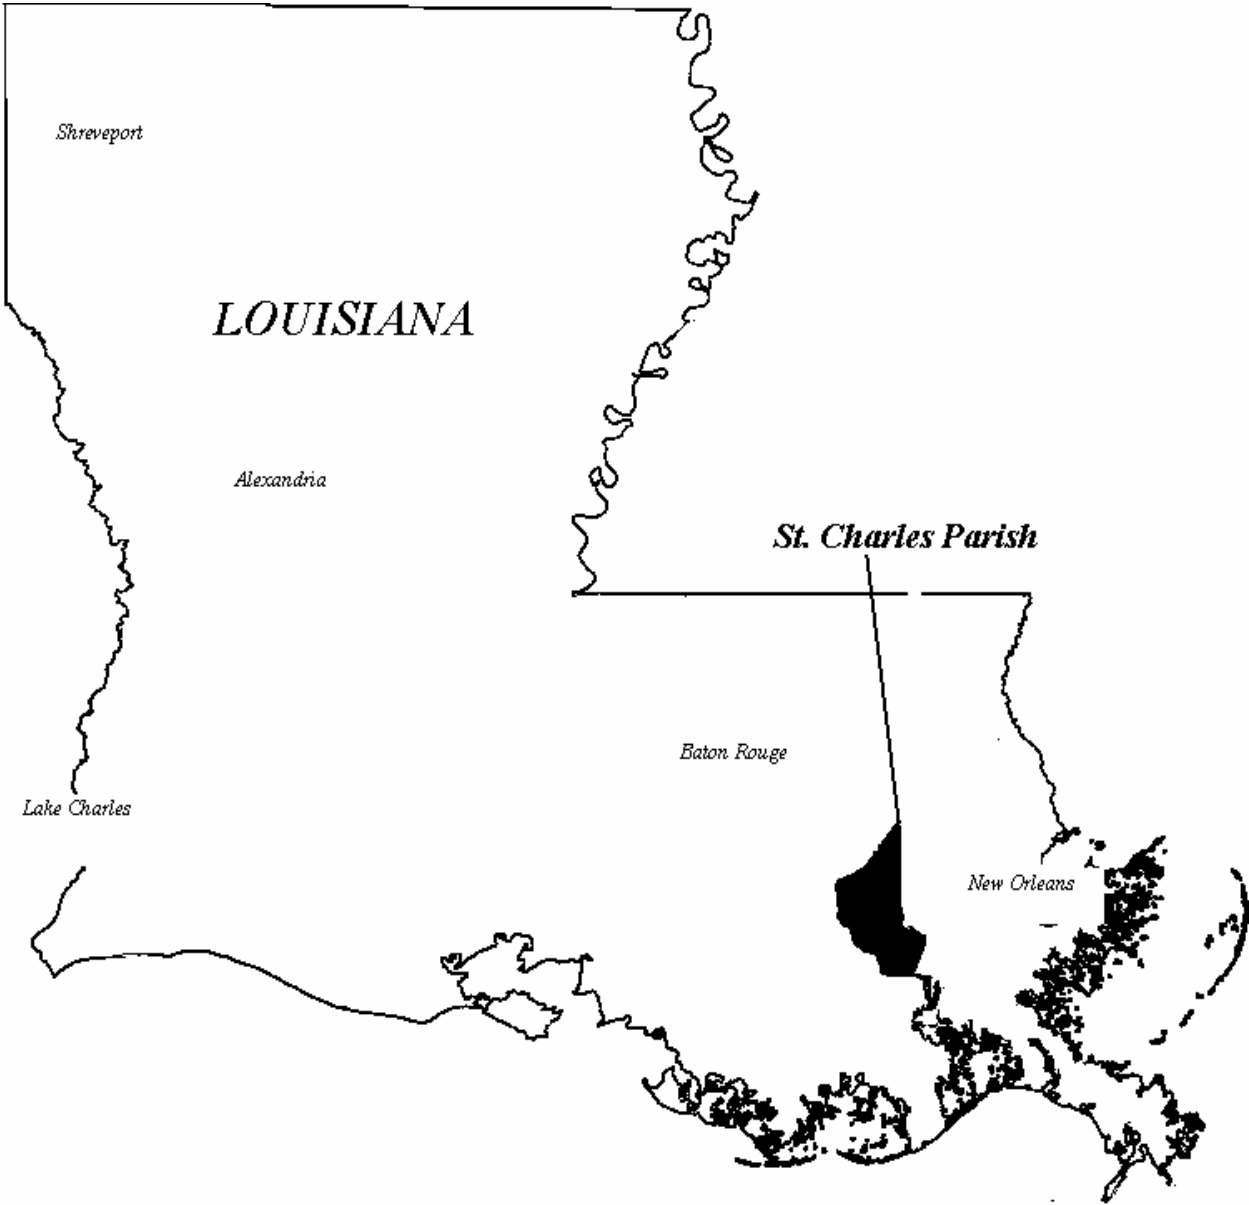 Shreveport
LOUISIANA
Alexandria
St. Charles Parish
Baton Rouge
Lake Charles
New Orleans